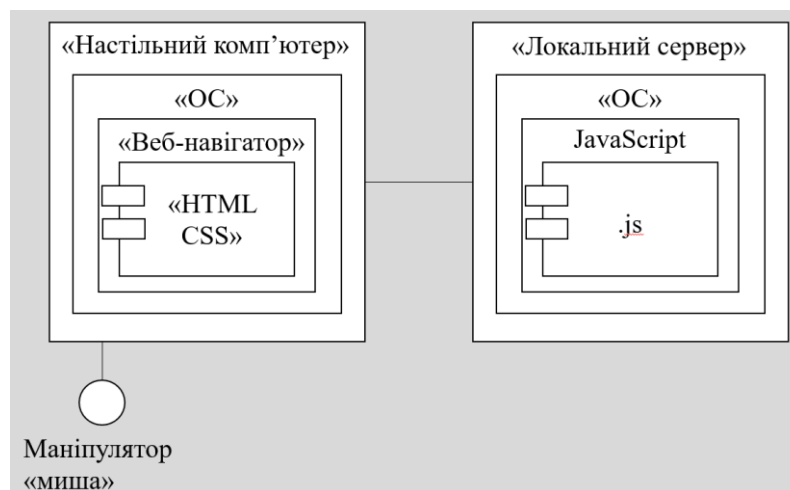 «Настільний комп’ютер»
«ОС»
«Веб-навігатор»
«HTML
CSS»
«Локальний сервер»
«ОС»
JavaScript
.js
Маніпулятор
«миша»